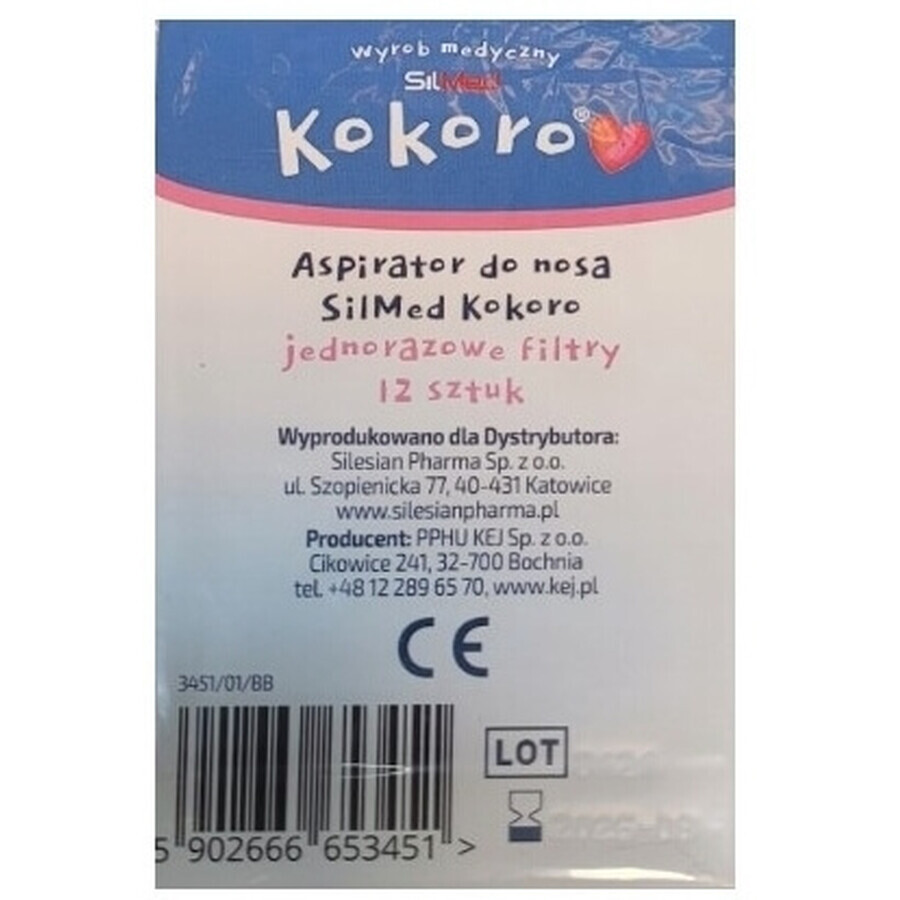 wyrob medyczny
SilMed
Kokoro®
Aspirator do nosa
SilMed Kokoro
jednorazowe filtry
12 sztuk
Wyprodukowano dla Dystrybutora:
Silesian Pharma Sp. z o.o.
ul. Szopienicka 77, 40-431 Katowice
www.silesianpharma.pl
Producent: PPHU KEJ Sp. z o.o.
Cikowice 241, 32-700 Bochnia
tel. +48 12 289 65 70, www.kej.pl
CE
3451/01/BB
LOT
5 902666 653451 >